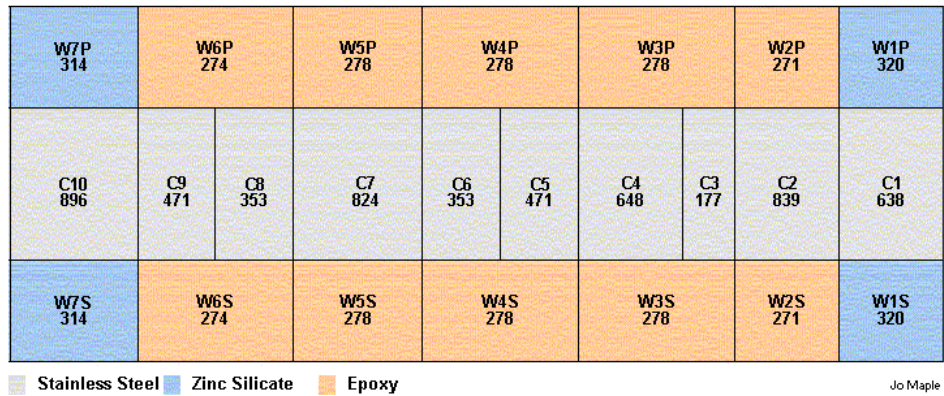 W7P
314
W6P
274
W5P
278
W4P
278
W3P
278
W2P
271
W1P
320
C10
896
C9
471
C8
353
C7
824
C6
353
C5
471
C4
648
C3
177
C2
839
C1
638
W7S
314
W6S
274
W5S
278
W4S
278
W3S
278
W2S
271
W1S
320
Stainless Steel
Zinc Silicate
Epoxy
Jo Maple